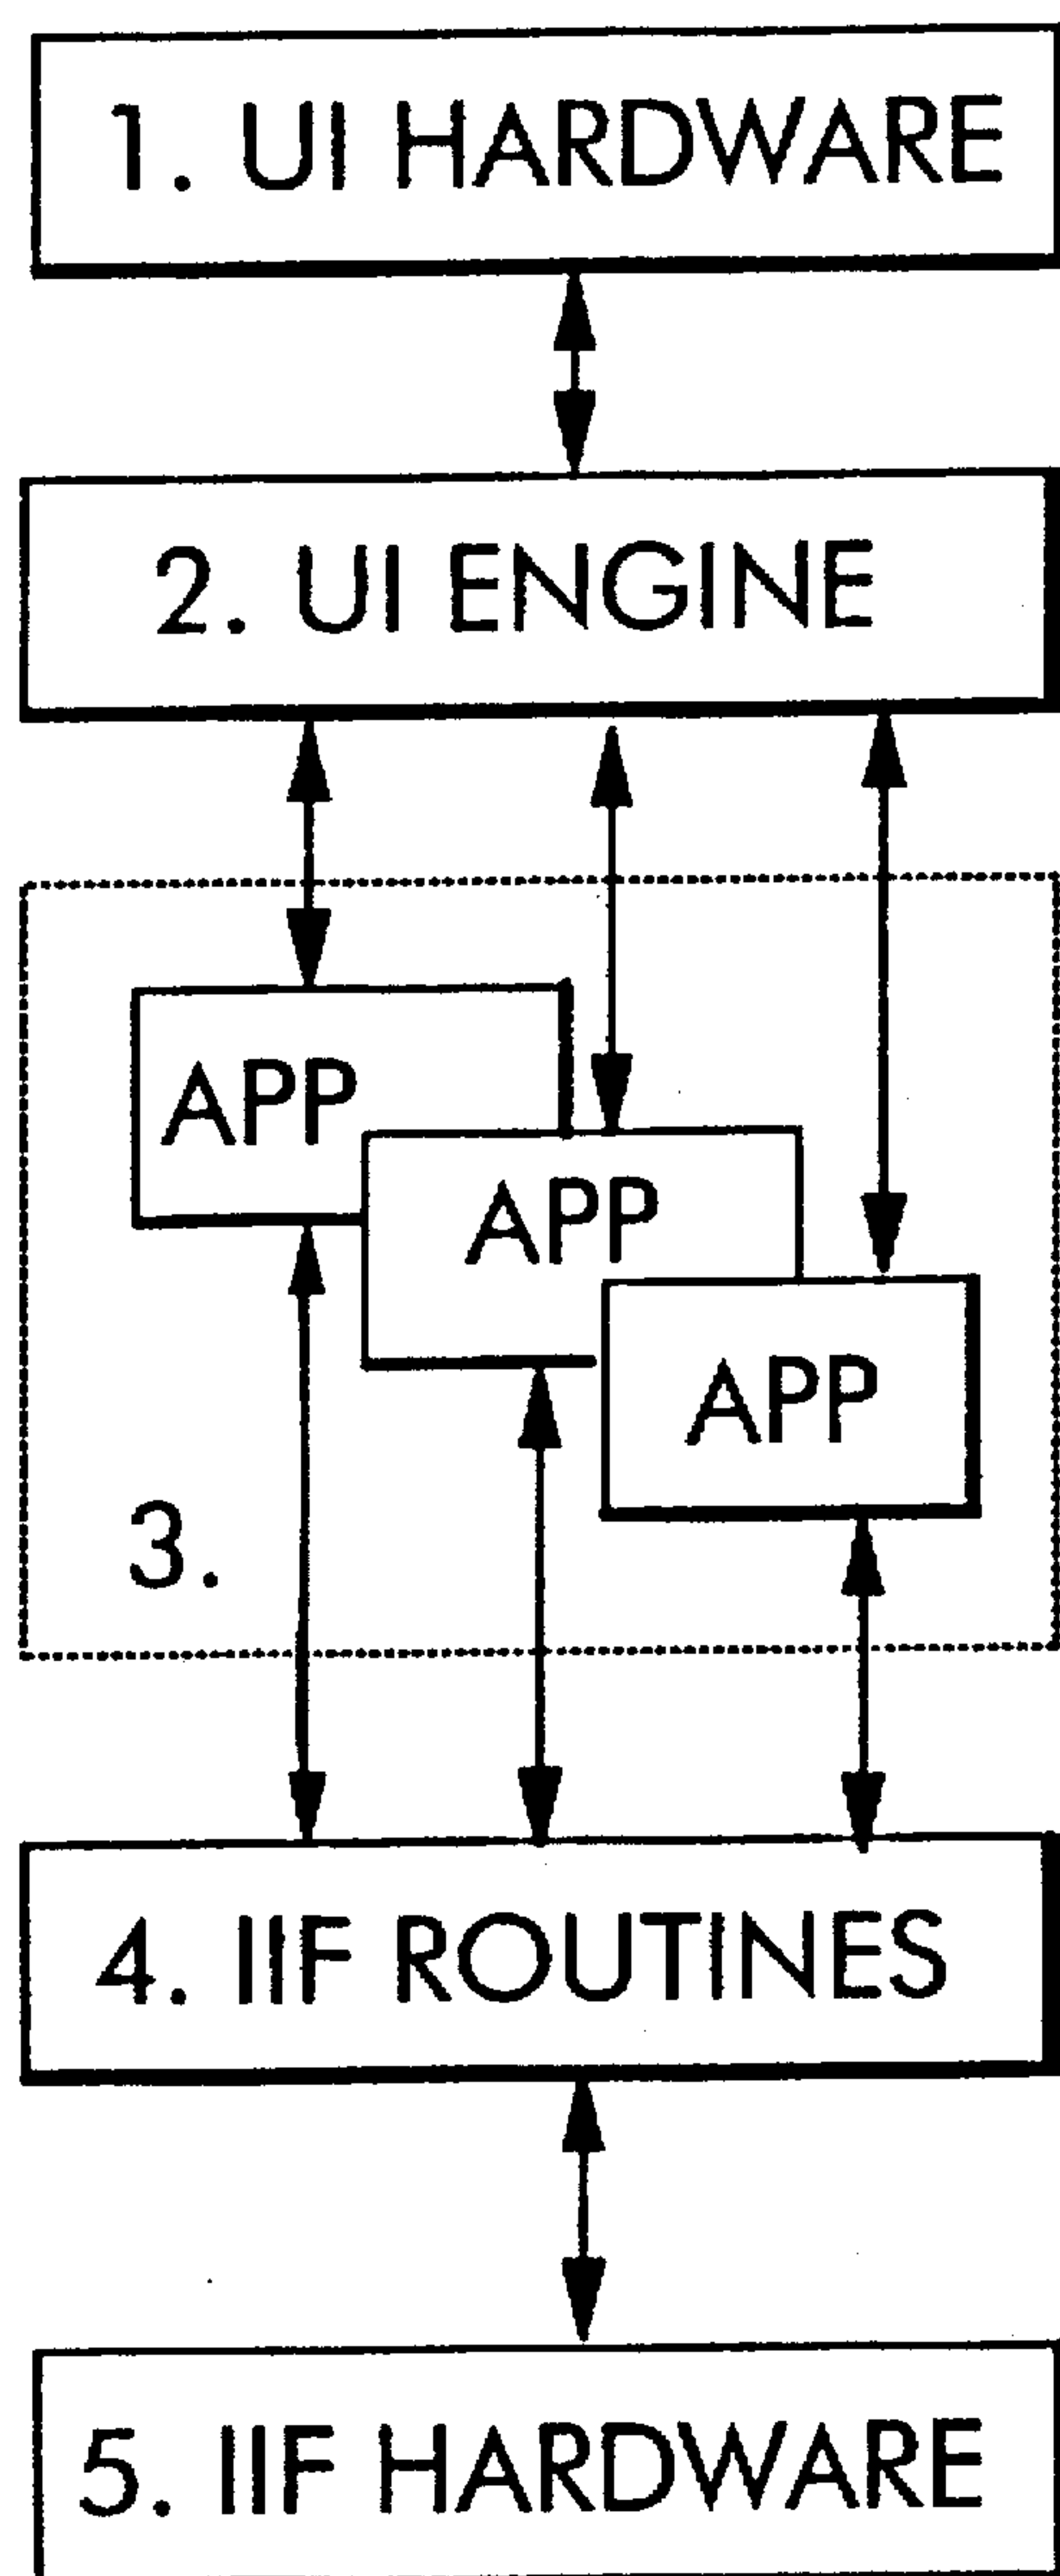 1. UI HARDWARE
2. UI ENGINE
APP
APP
APP
3.
4. IIF ROUTINES
5. IIF HARDWARE